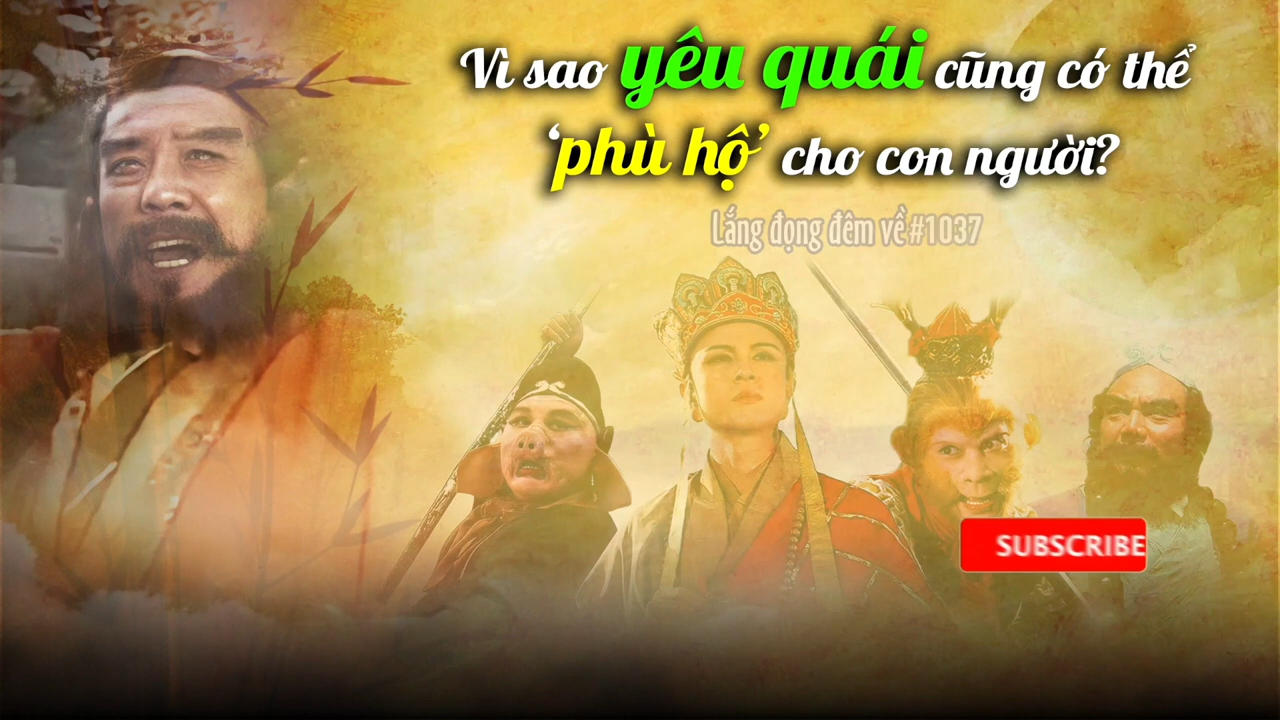 Vì sao yêu quái cũng có thể
‘phù hộ’ cho con người?
Lắng đọng đêm về #1037
SUBSCRIBE